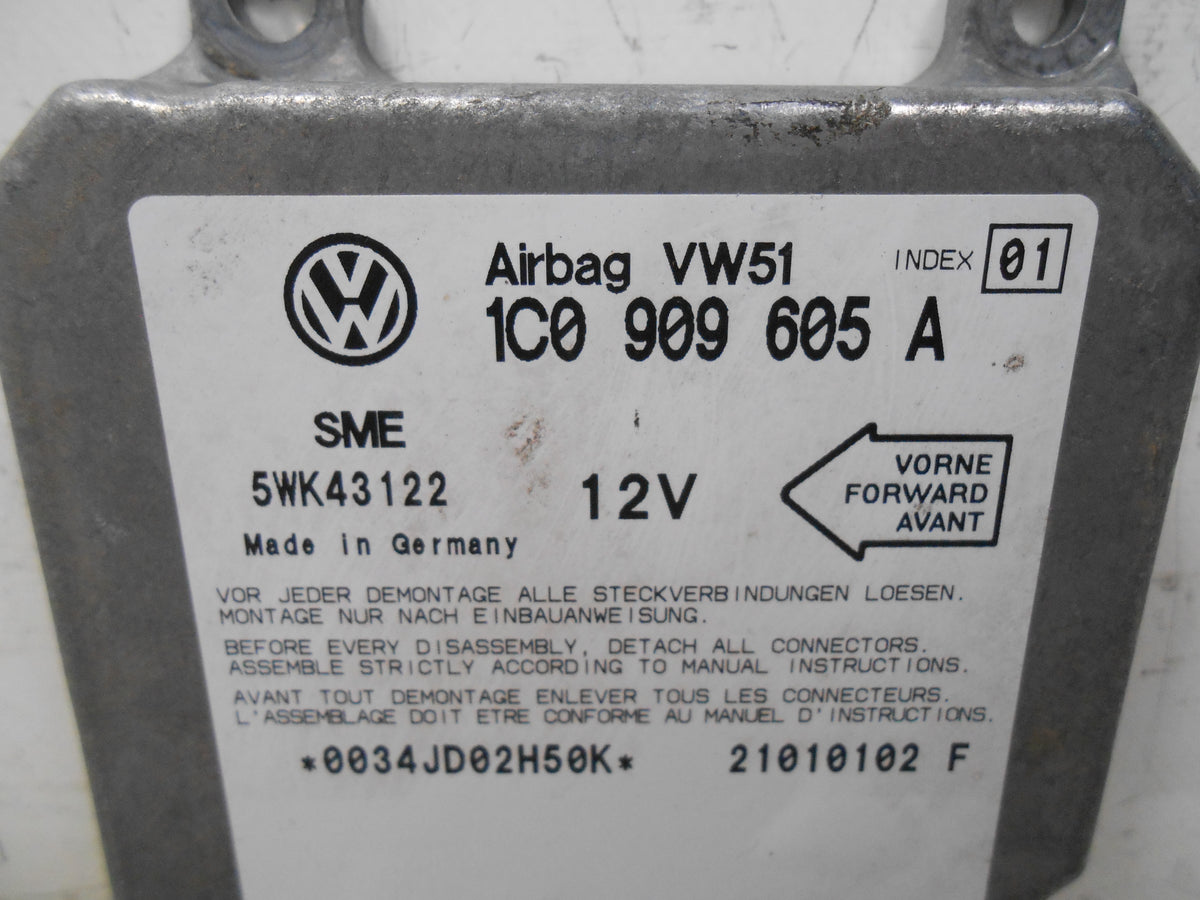 Airbag VW51 INDEX 01
1C0 909 605 A
SME
5WK43122 12V
Made in Germany
VORNE
FORWARD
AVANT
VOR JEDER DEMONTAGE ALLE STECKVERBINDUNGEN LOESEN.
MONTAGE NUR NACH EINBAUANWEISUNG.
BEFORE EVERY DISASSEMBLY, DETACH ALL CONNECTORS.
ASSEMBLE STRICTLY ACCORDING TO MANUAL INSTRUCTIONS.
AVANT TOUT DEMONTAGE ENLEVER TOUS LES CONNECTEURS.
L'ASSEMBLAGE DOIT ETRE CONFORME AU MANUEL D'INSTRUCTIONS.
*0034JD02H50K* 21010102 F